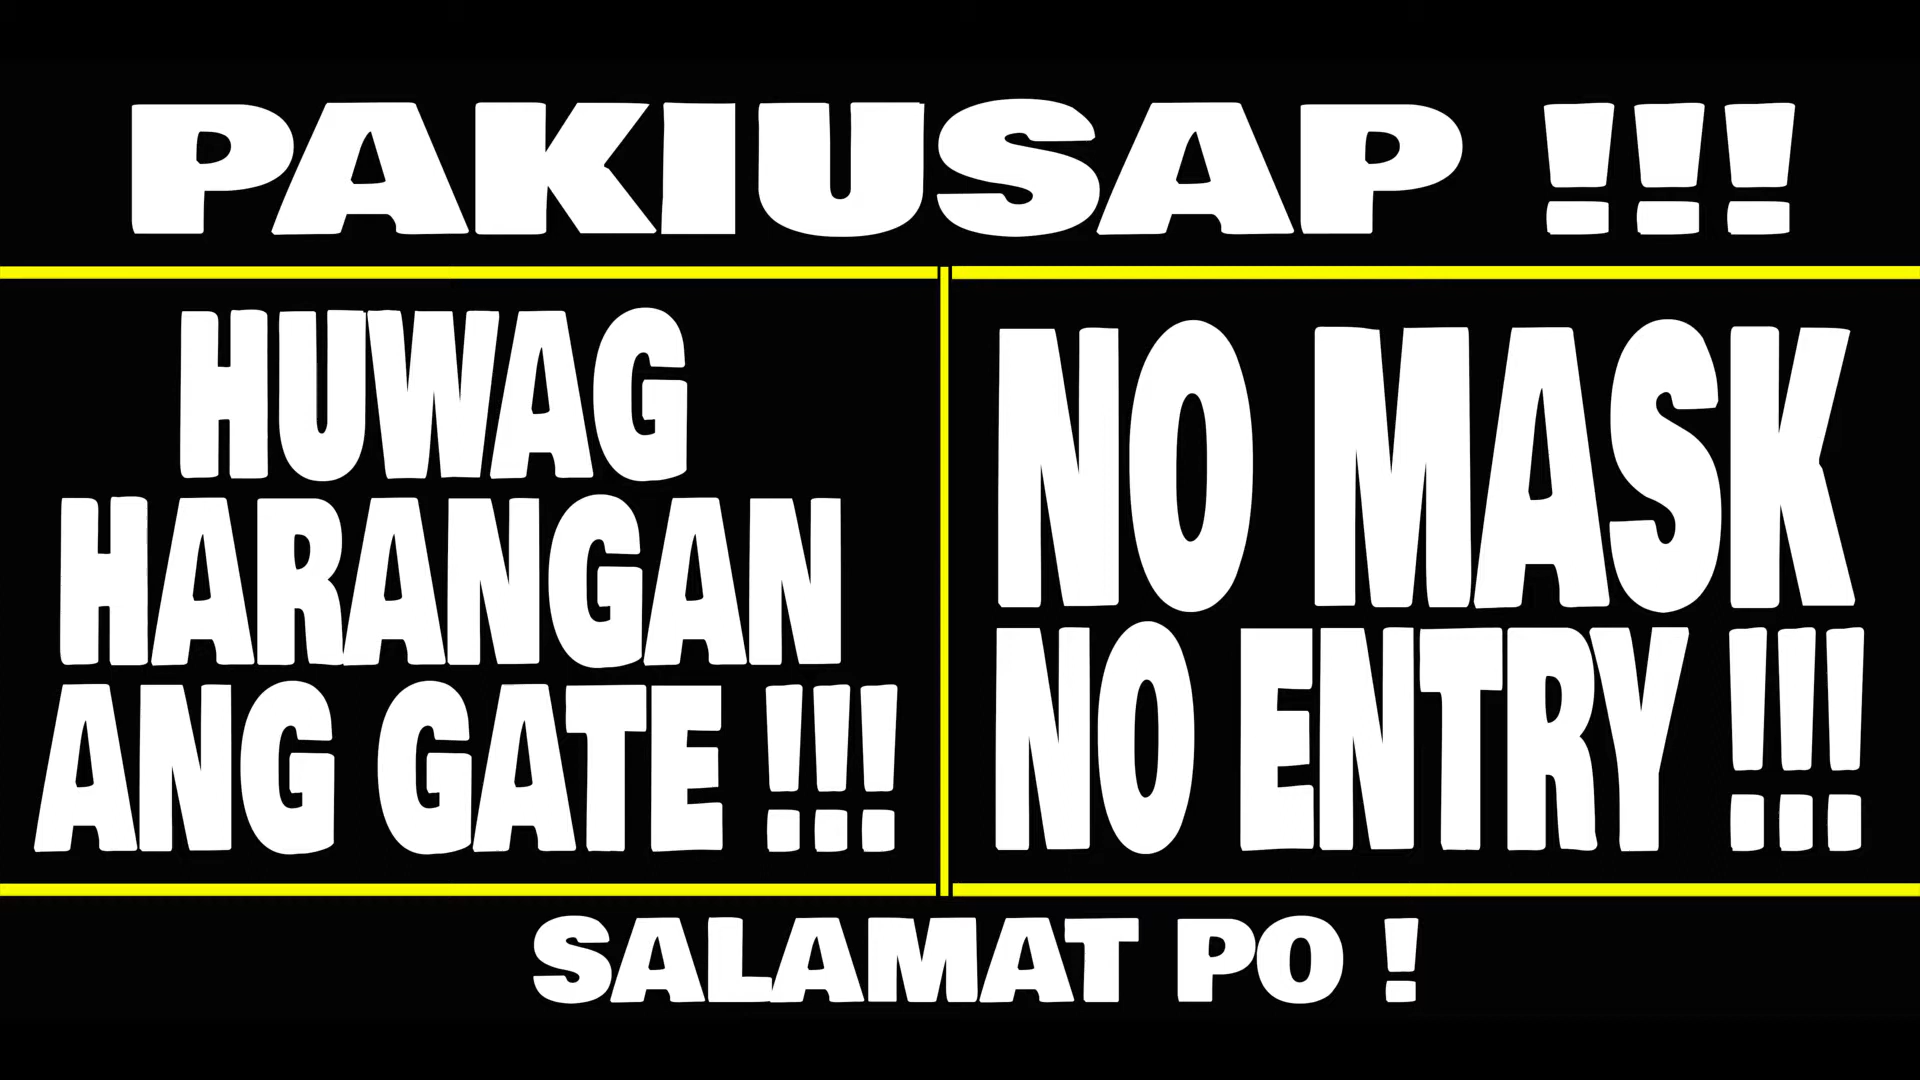 PAKIUSAP !!!
HUWAG
HARANGAN
ANG GATE !!!
NO MASK
NO ENTRY !!!
SALAMAT PO !